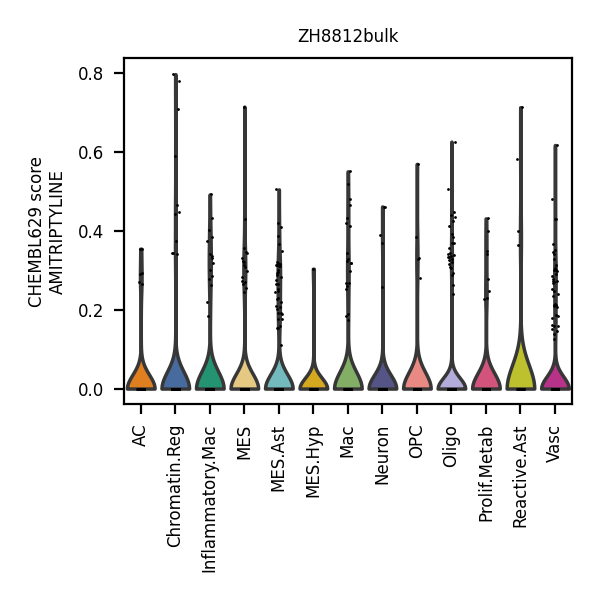 ZH8812bulk
CHEMBL629 score
AMITRIPTYLINE
0.8
0.6
0.4
0.2
0.0
AC
Chromatin.Reg
Inflammatory.Mac
MES
MES.Ast
MES.Hyp
Mac
Neuron
OPC
Oligo
Prolif.Metab
Reactive.Ast
Vasc